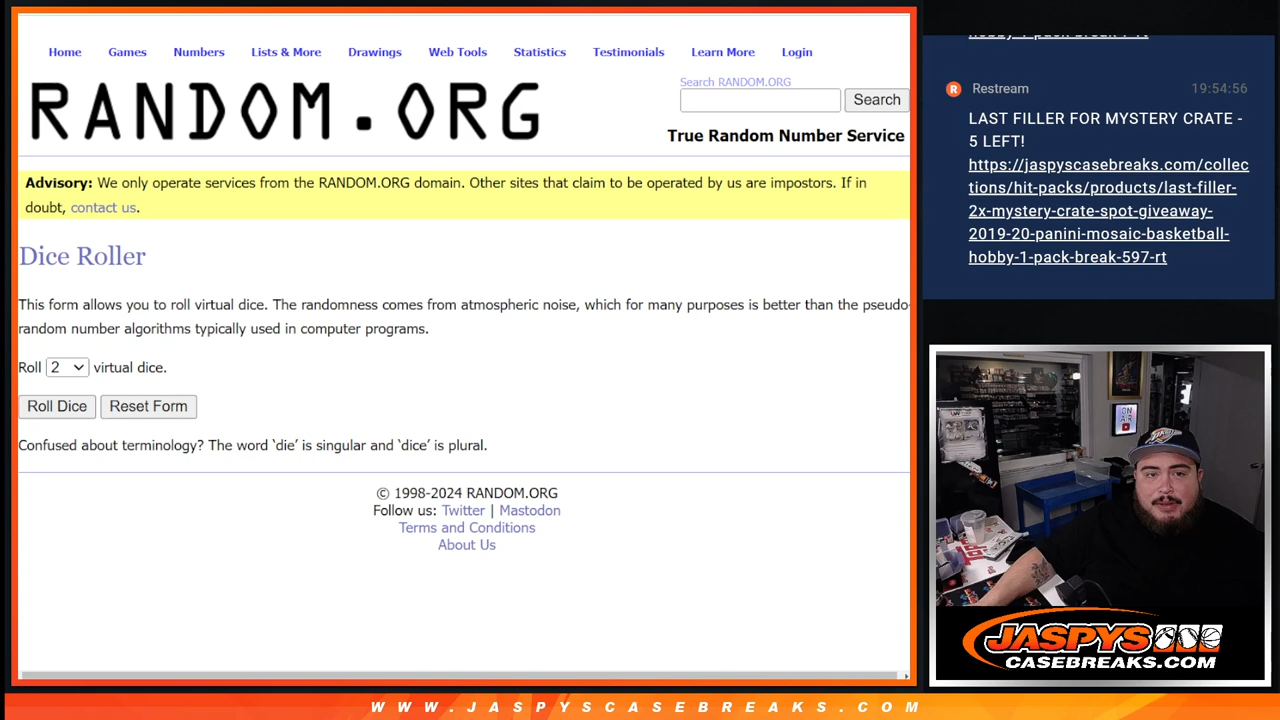 Home Games Numbers Lists & More Drawings Web Tools Statistics Testimonials Learn More Login
RANDOM.ORG
Search RANDOM.ORG
Search
True Random Number Service
Advisory: We only operate services from the RANDOM.ORG domain. Other sites that claim to be operated by us are impostors. If in
doubt, contact us.
Dice Roller
This form allows you to roll virtual dice. The randomness comes from atmospheric noise, which for many purposes is better than the pseudo-
random number algorithms typically used in computer programs.
Roll 2 virtual dice.
Roll Dice Reset Form
Confused about terminology? The word ‘die’ is singular and ‘dice’ is plural.
© 1998-2024 RANDOM.ORG
Follow us: Twitter | Mastodon
Terms and Conditions
About Us
R Restream 19:54:56
LAST FILLER FOR MYSTERY CRATE -
5 LEFT!
https://jaspyscasebreaks.com/collec
tions/hit-packs/products/last-filler-
2x-mystery-crate-spot-giveaway-
2019-20-panini-mosaic-basketball-
hobby-1-pack-break-597-rt
ON
AIR
JASPYS
CASEBREAKS.COM
WWW.JASPYSCASEBREAKS.COM